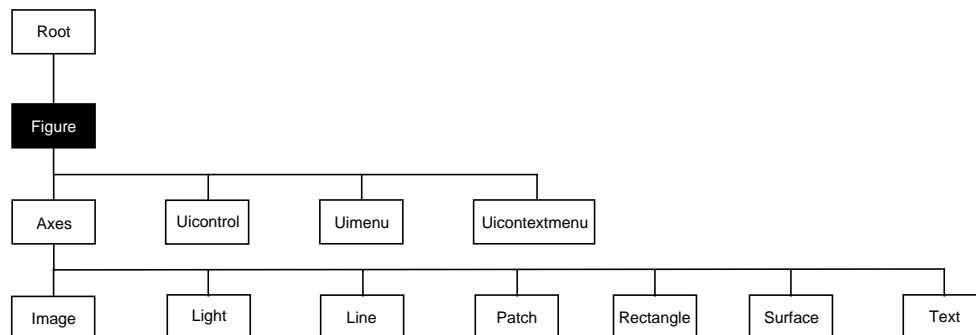 Root
Figure
Axes
Uicontrol
Uimenu
Uicontextmenu
Image
Light
Line
Patch
Rectangle
Surface
Text